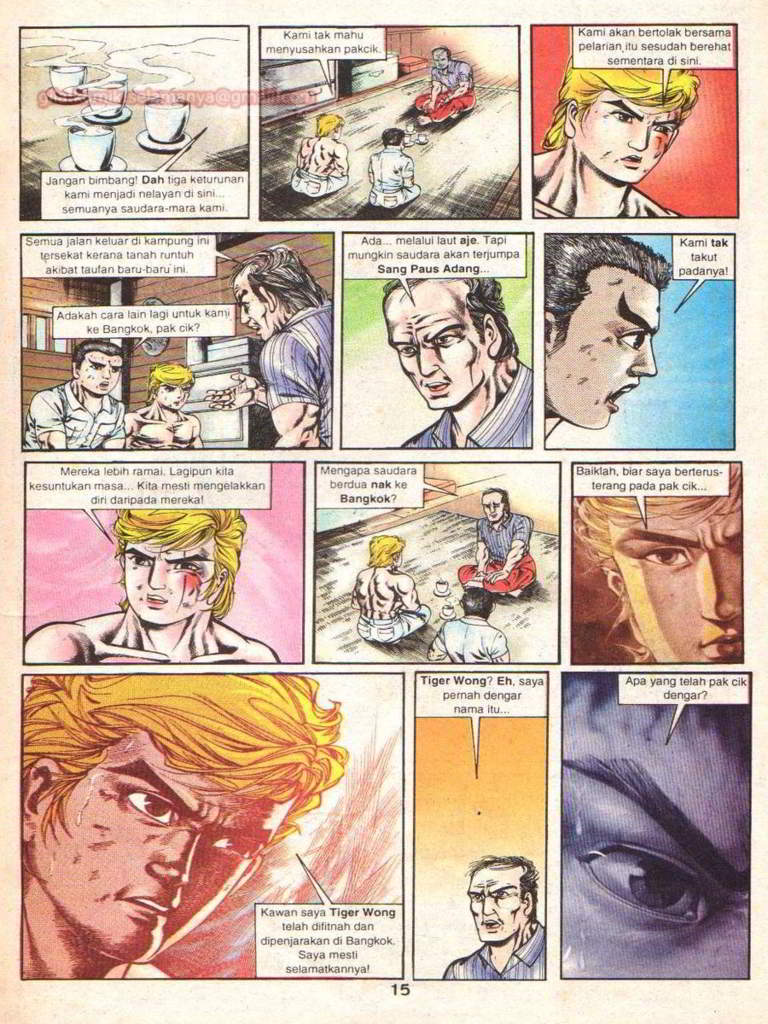 Jangan bimbang! Dah tiga keturunan
kami menjadi nelayan di sini...
semuanya saudara-mara kami.
Kami tak mahu
menyusahkan pakcik.
Kami akan bertolak bersama
pelarian itu sesudah berehat
sementara di sini.
Semua jalan keluar di kampung ini
tersekat kerana tanah runtuh
akibat taufan baru-baru ini.
Adakah cara lain lagi untuk kami
ke Bangkok, pak cik?
Ada... melalui laut aje. Tapi
mungkin saudara akan terjumpa
Sang Paus Adang...
Kami tak
takut
padanya!
Mereka lebih ramai. Lagipun kita
kesuntukan masa... Kita mesti mengelakkan
diri daripada mereka!
Mengapa saudara
berdua nak ke
Bangkok?
Baiklah, biar saya berterus-
terang pada pak cik...
Kawan saya Tiger Wong
telah difitnah dan
dipenjarakan di Bangkok.
Saya mesti
selamatkannya!
Tiger Wong? Eh, saya
pernah dengar
nama itu...
Apa yang telah pak cik
dengar?
15